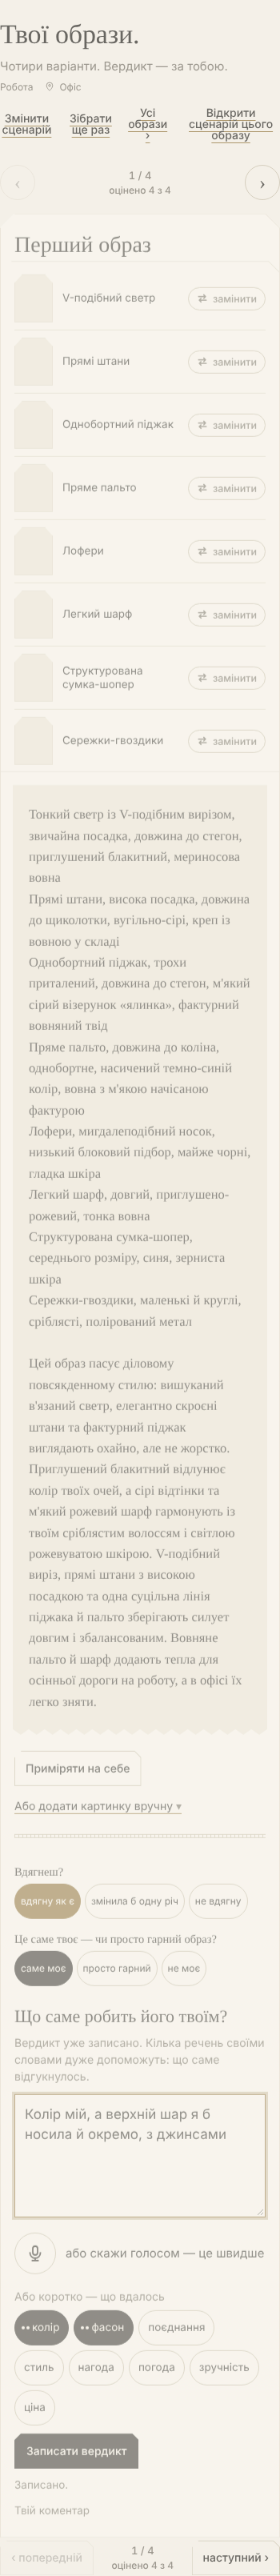 Твої образи.
Чотири варіанти. Вердикт — за тобою.
Робота Офіс
Змінити сценарій
Зібрати ще раз
Усі образи ›
Відкрити сценарій цього образу
‹
1 / 4
оцінено 4 з 4
›
Перший образ
V-подібний светр ⇄ замінити
Прямі штани ⇄ замінити
Однобортний піджак ⇄ замінити
Пряме пальто ⇄ замінити
Лофери ⇄ замінити
Легкий шарф ⇄ замінити
Структурована
сумка-шопер ⇄ замінити
Сережки-гвоздики ⇄ замінити
Тонкий светр із V-подібним вирізом,
звичайна посадка, довжина до стегон,
приглушений блакитний, мериносова
вовна
Прямі штани, висока посадка, довжина
до щиколотки, вугільно-сірі, креп із
вовною у складі
Однобортний піджак, трохи
приталений, довжина до стегон, м'який
сірий візерунок «ялинка», фактурний
вовняний твід
Пряме пальто, довжина до коліна,
однобортне, насичений темно-синій
колір, вовна з м'якою начісаною
фактурою
Лофери, мигдалеподібний носок,
низький блоковий підбор, майже чорні,
гладка шкіра
Легкий шарф, довгий, приглушено-
рожевий, тонка вовна
Структурована сумка-шопер,
середнього розміру, синя, зерниста
шкіра
Сережки-гвоздики, маленькі й круглі,
сріблясті, полірований метал
Цей образ пасує діловому
повсякденному стилю: вишуканий
в'язаний светр, елегантно скроєні
штани та фактурний піджак
виглядають охайно, але не жорстко.
Приглушений блакитний відлунює
колір твоїх очей, а сірі відтінки та
м'який рожевий шарф гармонують із
твоїм сріблястим волоссям і світлою
рожевуватою шкірою. V-подібний
виріз, прямі штани з високою
посадкою та одна суцільна лінія
піджака й пальто зберігають силует
довгим і збалансованим. Вовняне
пальто й шарф додають тепла для
осінньої дороги на роботу, а в офісі їх
легко зняти.
Приміряти на себе
Або додати картинку вручну ▾
Вдягнеш?
вдягну як є змінила б одну річ не вдягну
Це саме твоє — чи просто гарний образ?
саме моє просто гарний не моє
Що саме робить його твоїм?
Вердикт уже записано. Кілька речень своїми
словами дуже допоможуть: що саме
відгукнулось.
Колір мій, а верхній шар я б
носила й окремо, з джинсами
або скажи голосом — це швидше
Або коротко — що вдалось
•• колір •• фасон поєднання
стиль нагода погода зручність
ціна
Записати вердикт
Записано.
Твій коментар
‹ попередній
1 / 4
оцінено 4 з 4
наступний ›